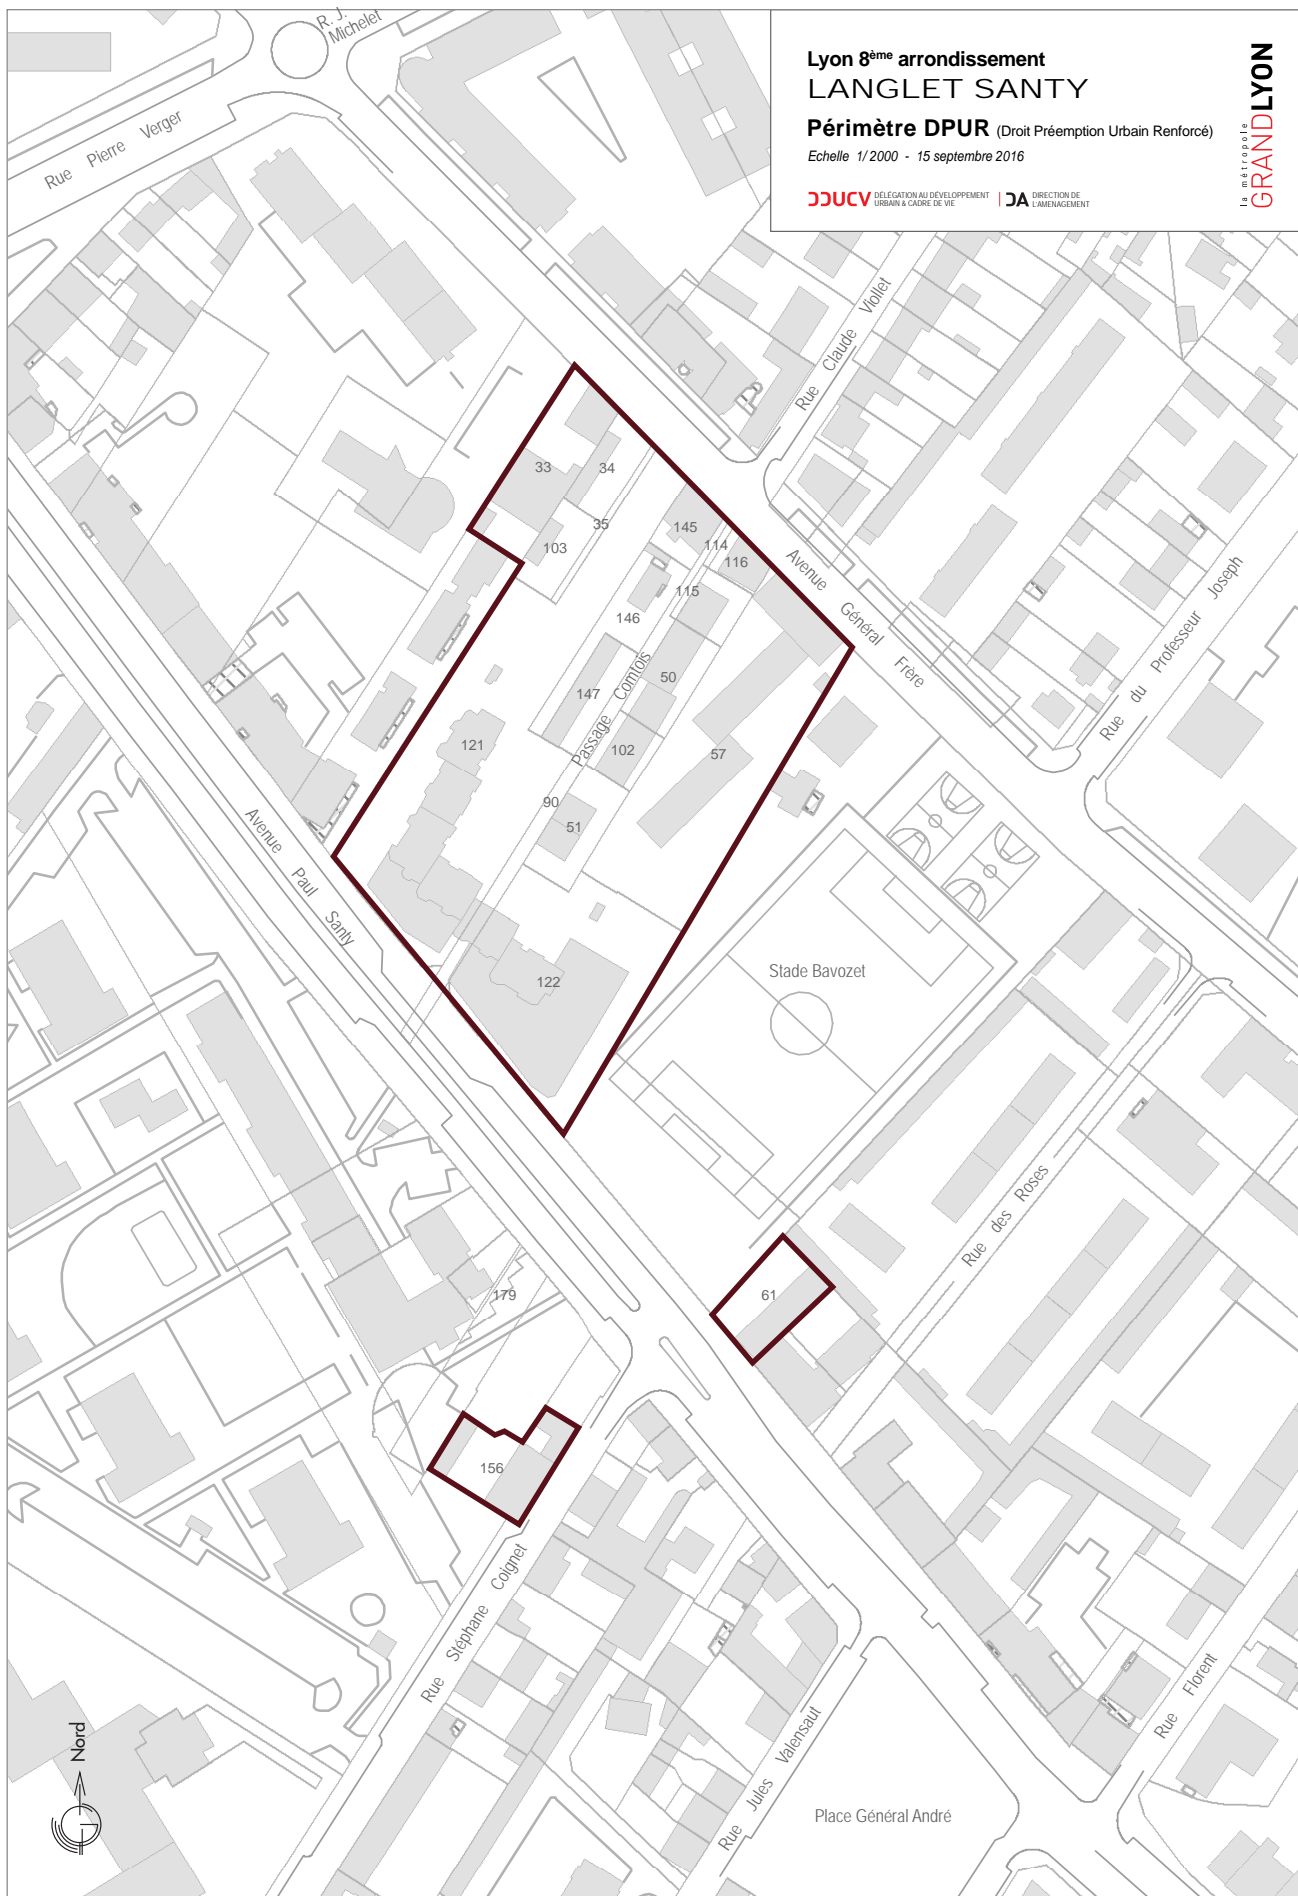 Lyon 8ème arrondissement
LANGLET SANTY
Périmètre DPUR (Droit Préemption Urbain Renforcé)
Echelle 1/2000 - 15 septembre 2016
DDUCV DÉLÉGATION AU DÉVELOPPEMENT
URBAIN & CADRE DE VIE
DA DIRECTION DE
L'AMENAGEMENT
la métropole
GRANDLYON
R. J.
Michelet
Rue Pierre Verger
Rue Claude Viollet
33
34
35
103
145
114
116
115
146
Avenue Général Frère
Rue du Professeur Joseph
50
147
Passage Comtois
121
102
57
90
51
Avenue Paul Santy
122
Stade Bavozet
Rue des Roses
179
61
156
Rue Stéphane Coignet
Rue Florent
Rue Jules Valensaut
Nord
Place Général André